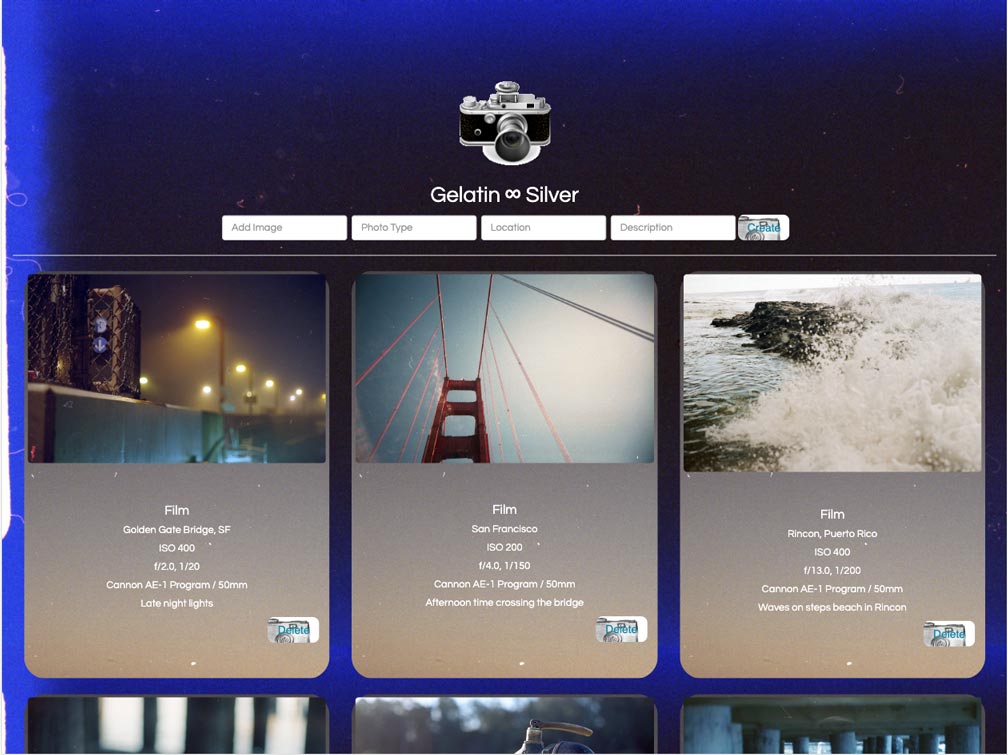 Gelatin ∞ Silver
Add Image
Photo Type
Location
Description
Create
Film
Golden Gate Bridge, SF
ISO 400
f/2.0, 1/20
Cannon AE-1 Program / 50mm
Late night lights
Delete
Film
San Francisco
ISO 200
f/4.0, 1/150
Cannon AE-1 Program / 50mm
Afternoon time crossing the bridge
Delete
Film
Rincon, Puerto Rico
ISO 400
f/13.0, 1/200
Cannon AE-1 Program / 50mm
Waves on steps beach in Rincon
Delete